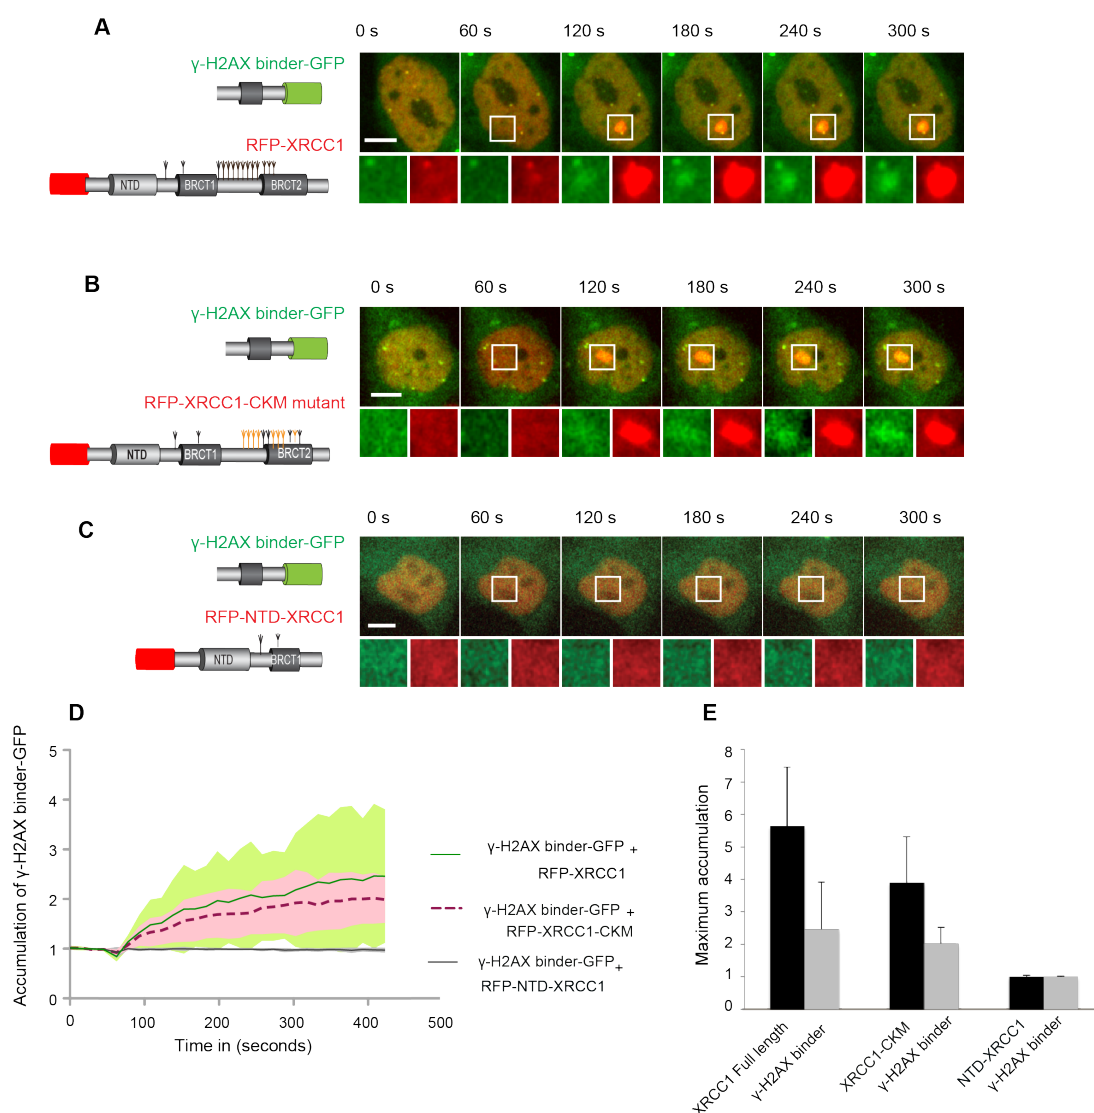 A
0 s 60 s 120 s 180 s 240 s 300 s
γ-H2AX binder-GFP
RFP-XRCC1
NTD BRCT1 BRCT2
B
0 s 60 s 120 s 180 s 240 s 300 s
γ-H2AX binder-GFP
RFP-XRCC1-CKM mutant
NTD BRCT1 BRCT2
C
0 s 60 s 120 s 180 s 240 s 300 s
γ-H2AX binder-GFP
RFP-NTD-XRCC1
NTD BRCT1
D
Accumulation of γ-H2AX binder-GFP
5
4
3
2
1
0
0 100 200 300 400 500
Time in (seconds)
γ-H2AX binder-GFP +
RFP-XRCC1
γ-H2AX binder-GFP +
RFP-XRCC1-CKM
γ-H2AX binder-GFP +
RFP-NTD-XRCC1
E
Maximum accumulation
8
7
6
5
4
3
2
1
0
XRCC1 Full length
γ-H2AX binder
XRCC1-CKM
γ-H2AX binder
NTD-XRCC1
γ-H2AX binder